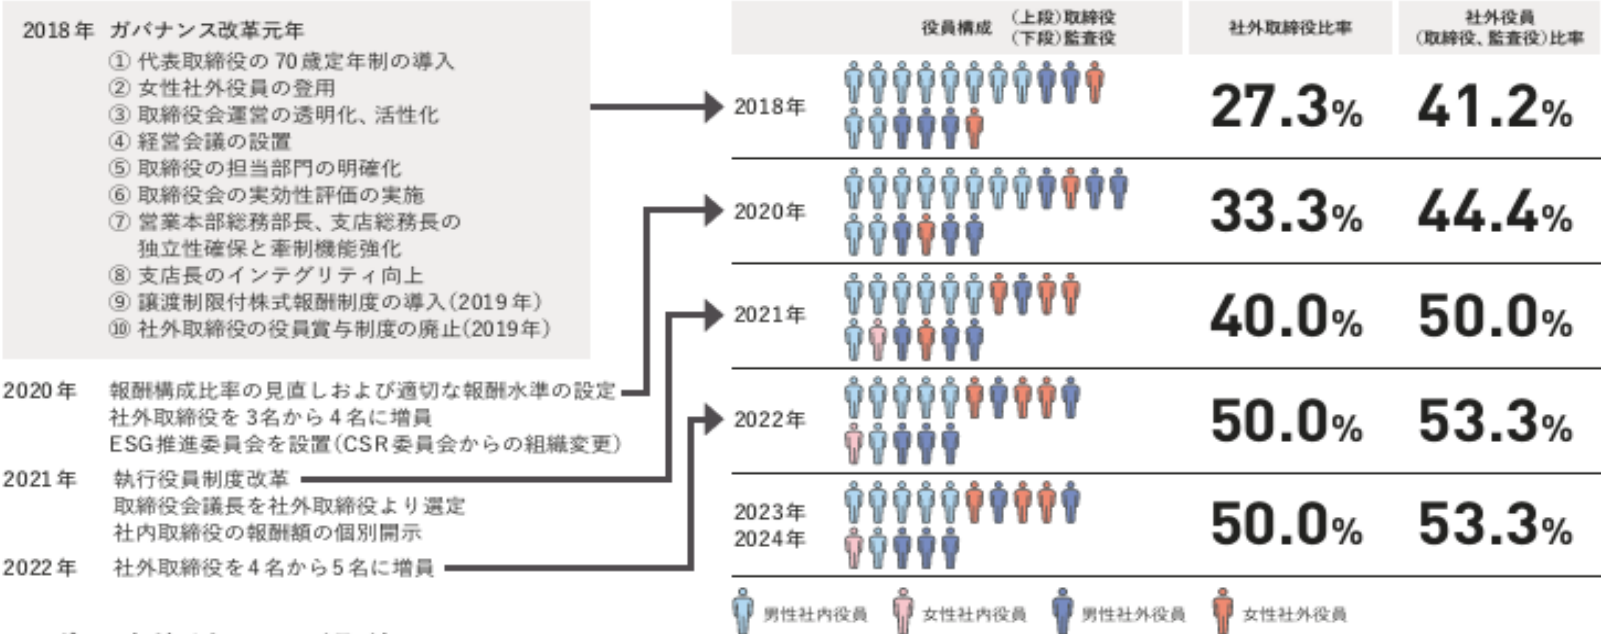 2018年 ガバナンス改革元年
① 代表取締役の70歳定年制の導入
② 女性社外役員の登用
③ 取締役会運営の透明化、活性化
④ 経営会議の設置
⑤ 取締役の担当部門の明確化
⑥ 取締役会の実効性評価の実施
⑦ 営業本部総務部長、支店総務長の
独立性確保と牽制機能強化
⑧ 支店長のインテグリティ向上
⑨ 譲渡制限付株式報酬制度の導入(2019年)
⑩ 社外取締役の役員賞与制度の廃止(2019年)
2020年 報酬構成比率の見直しおよび適切な報酬水準の設定
社外取締役を3名から4名に増員
ESG推進委員会を設置(CSR委員会からの組織変更)
2021年 執行役員制度改革
取締役会議長を社外取締役より選定
社内取締役の報酬額の個別開示
2022年 社外取締役を4名から5名に増員
役員構成 (上段)取締役
(下段)監査役
社外取締役比率
社外役員
(取締役、監査役)比率
2018年 27.3% 41.2%
2020年 33.3% 44.4%
2021年 40.0% 50.0%
2022年 50.0% 53.3%
2023年
2024年 50.0% 53.3%
男性社内役員 女性社内役員 男性社外役員 女性社外役員